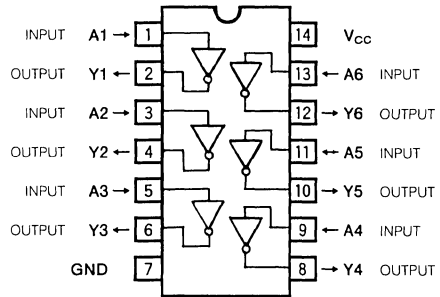 INPUT A1 1 14 VCC
OUTPUT Y1 2 13 A6 INPUT
INPUT A2 3 12 Y6 OUTPUT
OUTPUT Y2 4 11 A5 INPUT
INPUT A3 5 10 Y5 OUTPUT
OUTPUT Y3 6 9 A4 INPUT
GND 7 8 Y4 OUTPUT